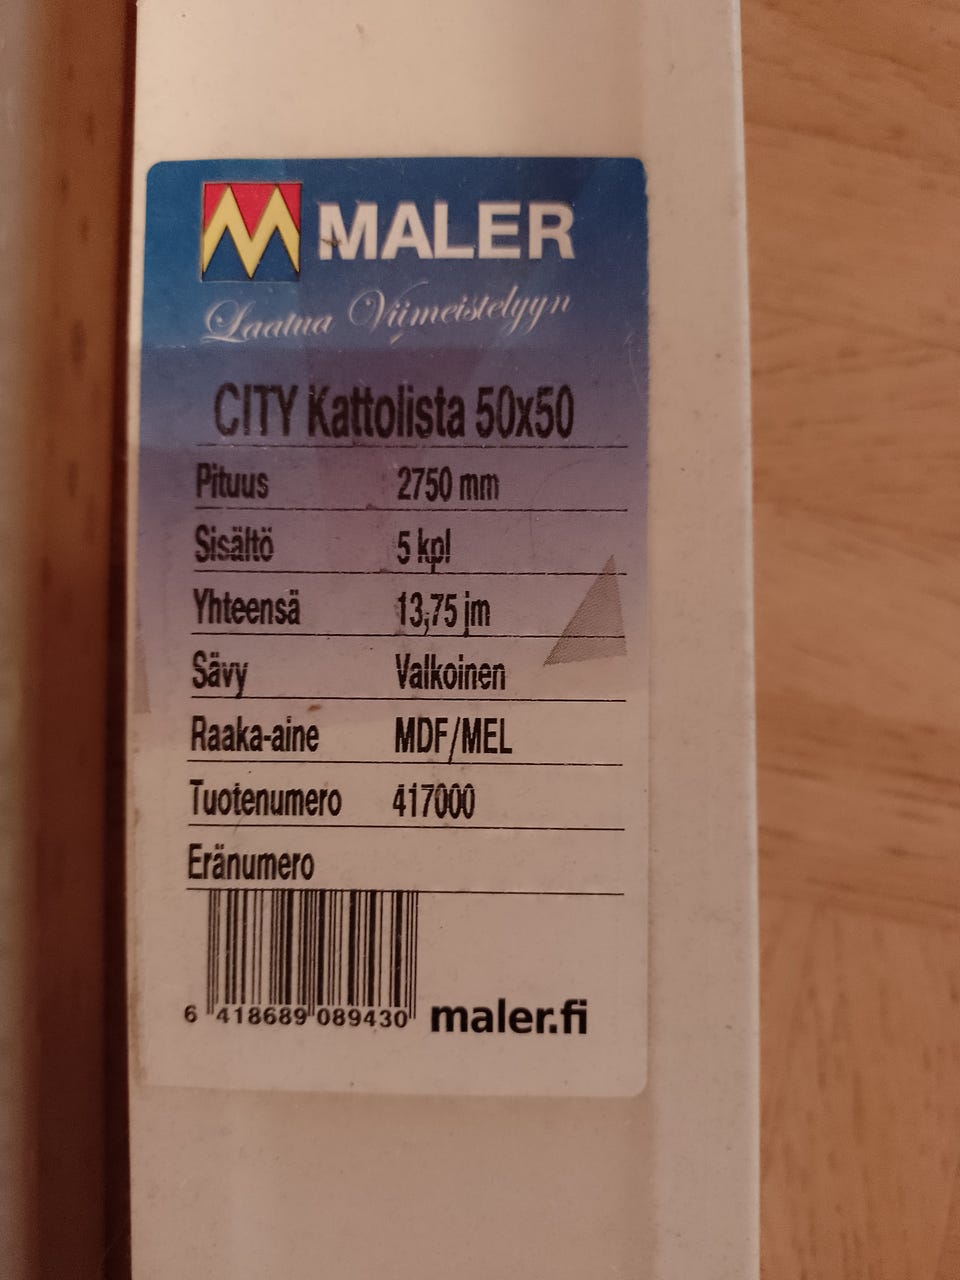 MALER
Laatua Viimeistelyyn
CITY Kattolista 50x50
Pituus 2750 mm
Sisältö 5 kpl
Yhteensä 13,75 jm
Sävy Valkoinen
Raaka-aine MDF/MEL
Tuotenumero 417000
Eränumero
6 418689 089430
maler.fi